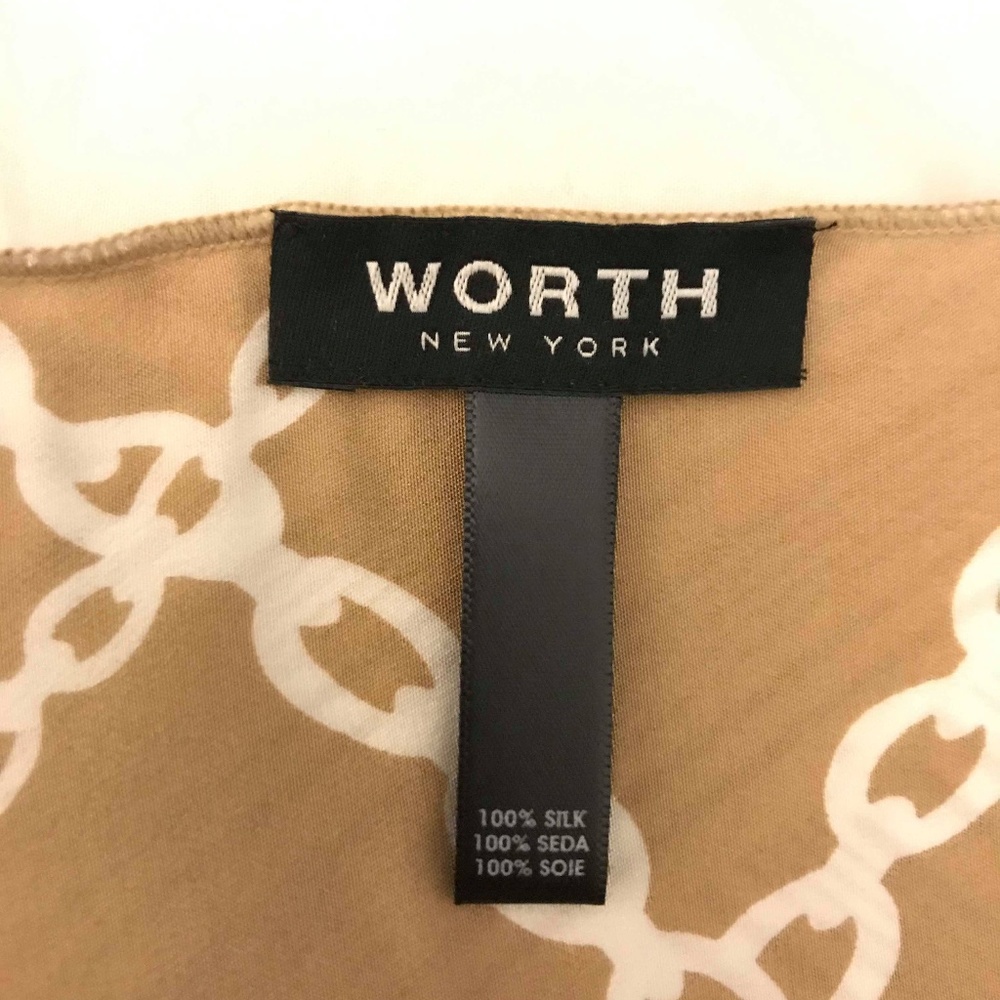 WORTH
NEW YORK
100% SILK
100% SEDA
100% SOIE